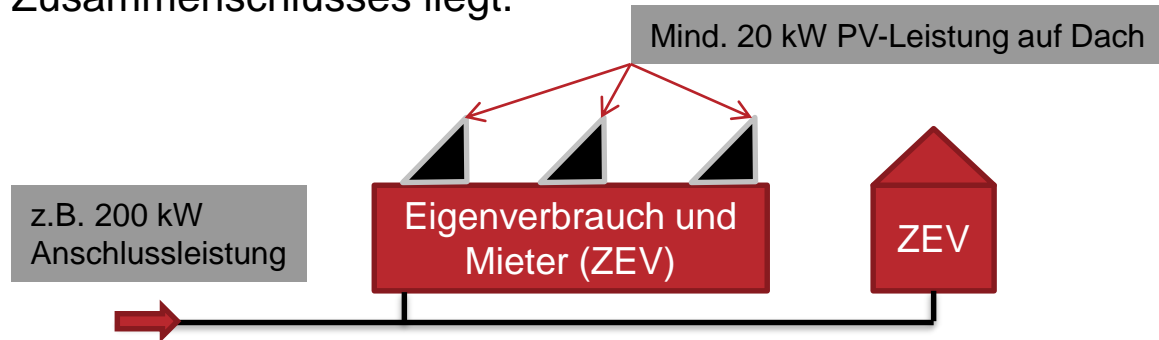 Zusammenschlusses liegt.
Mind. 20 kW PV-Leistung auf Dach
z.B. 200 kW
Anschlussleistung
Eigenverbrauch und
Mieter (ZEV)
ZEV